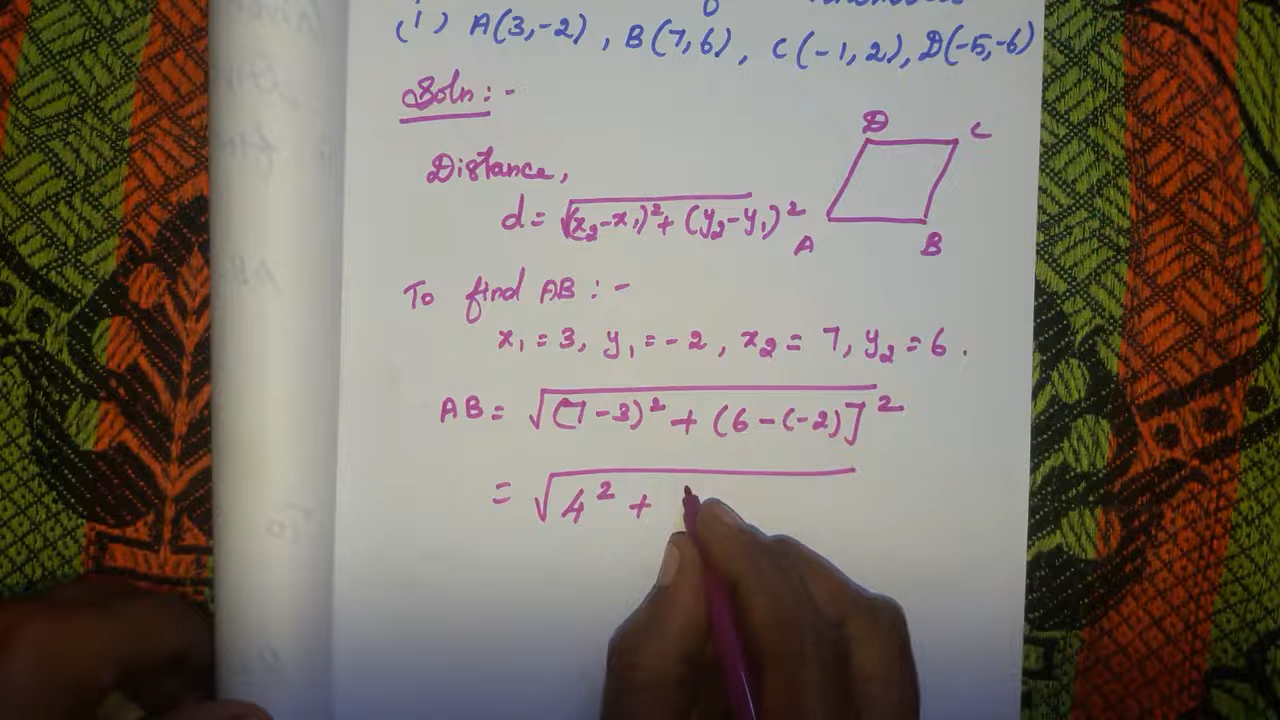 (i) A(3,-2), B(7,6), C(-1,2), D(-5,-6)
Soln:-
D C
Distance,
d = √(x₂-x₁)² + (y₂-y₁)²
A B
To find AB:-
x₁ = 3, y₁ = -2, x₂ = 7, y₂ = 6.
AB = √(7-3)² + (6-(-2)]²
= √4² +